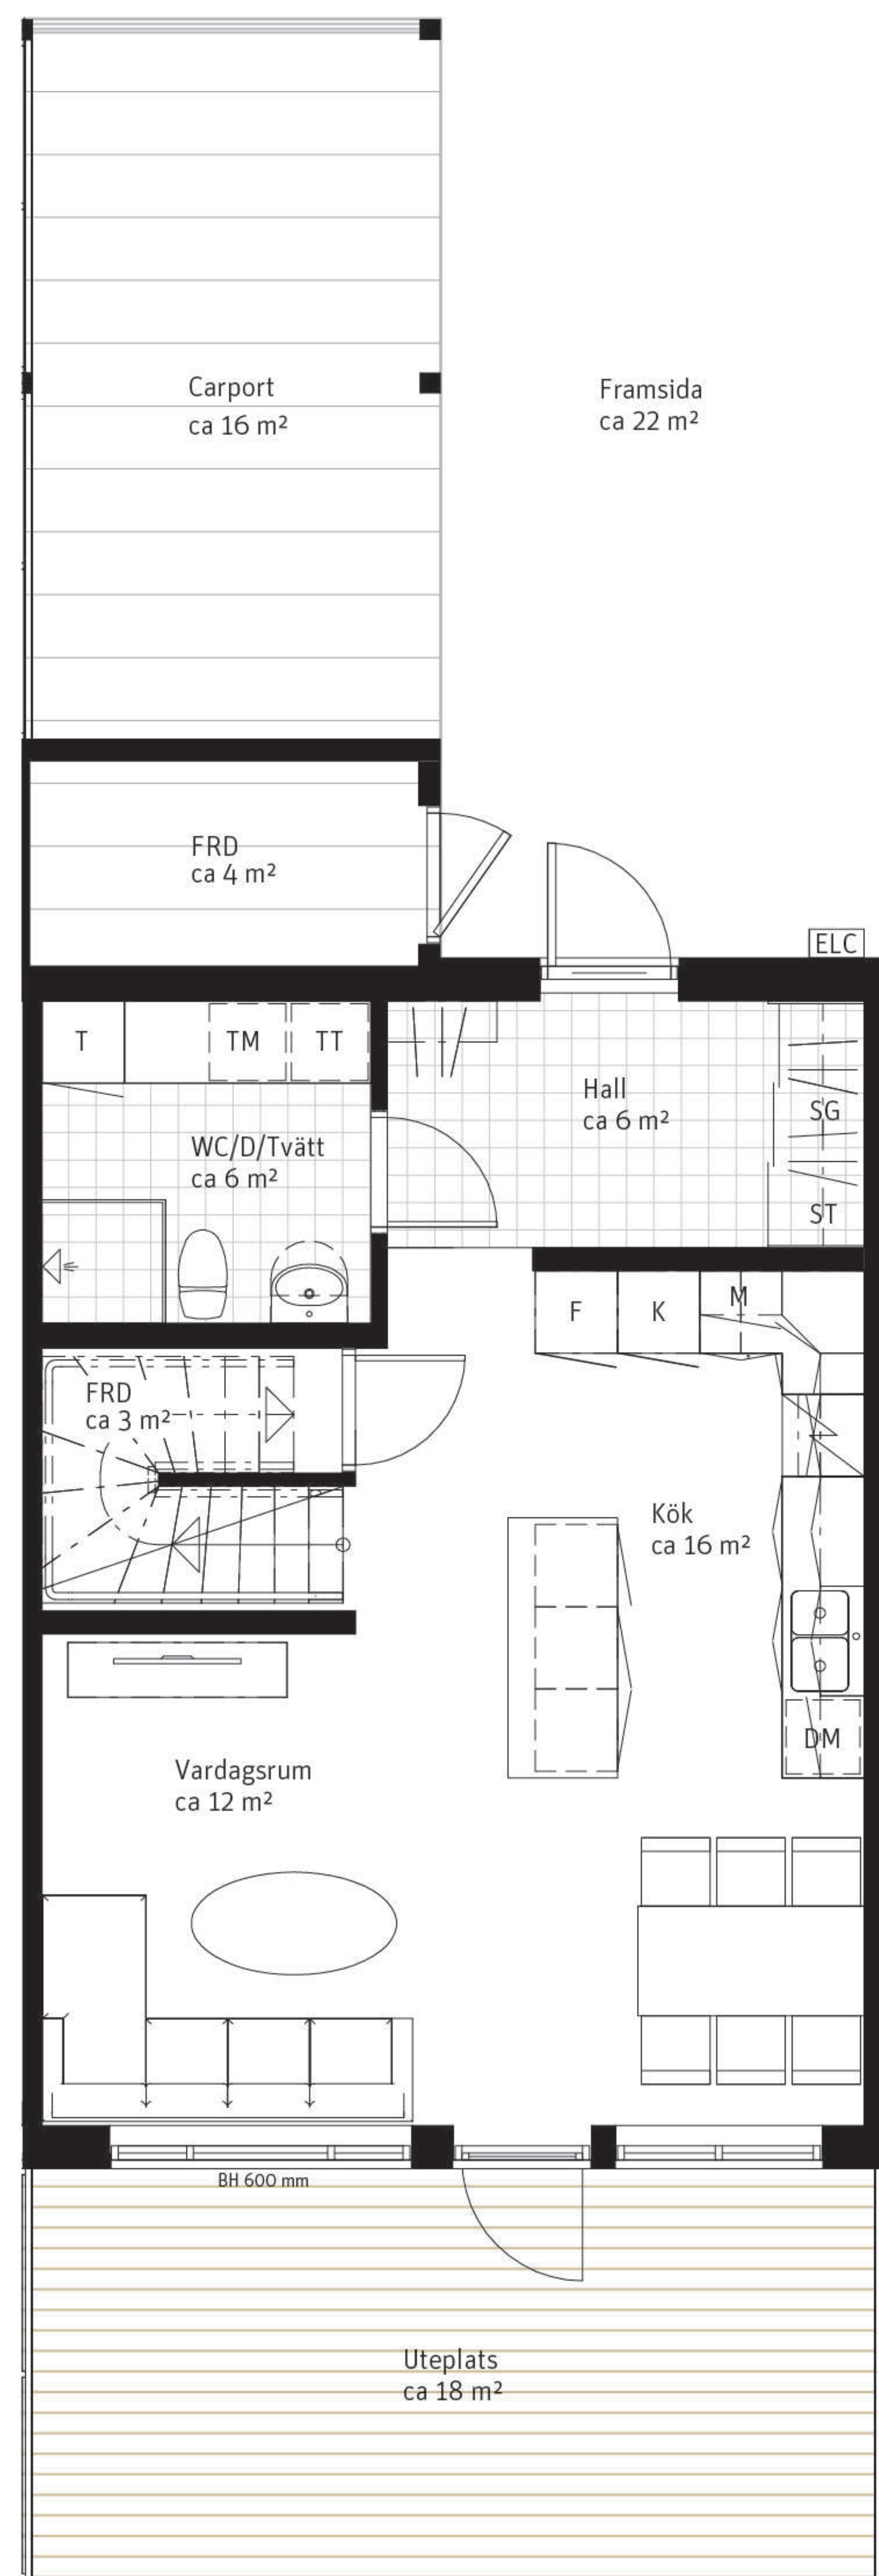 Carport
ca 16 m²
Framsida
ca 22 m²
FRD
ca 4 m²
ELC
T
TM
TT
Hall
ca 6 m²
SG
WC/D/Tvätt
ca 6 m²
ST
F
K
M
FRD
ca 3 m²
Kök
ca 16 m²
DM
Vardagsrum
ca 12 m²
BH 600 mm
Uteplats
ca 18 m²